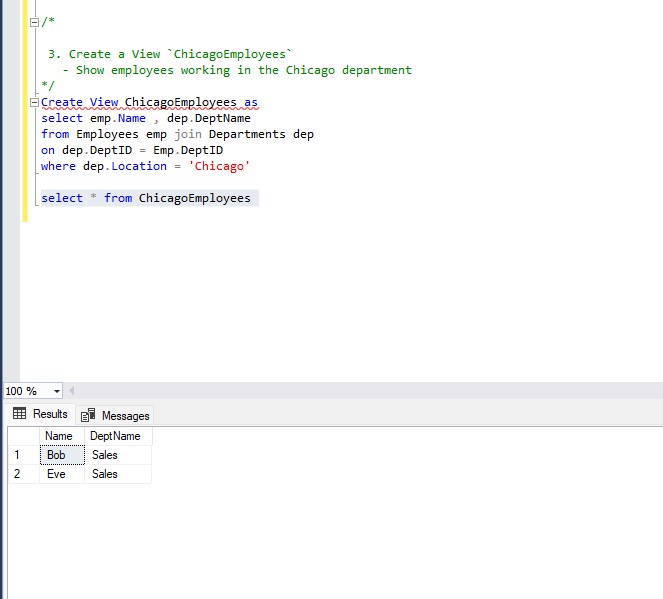 /*
3. Create a View `ChicagoEmployees`
- Show employees working in the Chicago department
*/
Create View ChicagoEmployees as
select emp.Name , dep.DeptName
from Employees emp join Departments dep
on dep.DeptID = Emp.DeptID
where dep.Location = 'Chicago'
select * from ChicagoEmployees
100 %
Results Messages
Name DeptName
1 Bob Sales
2 Eve Sales